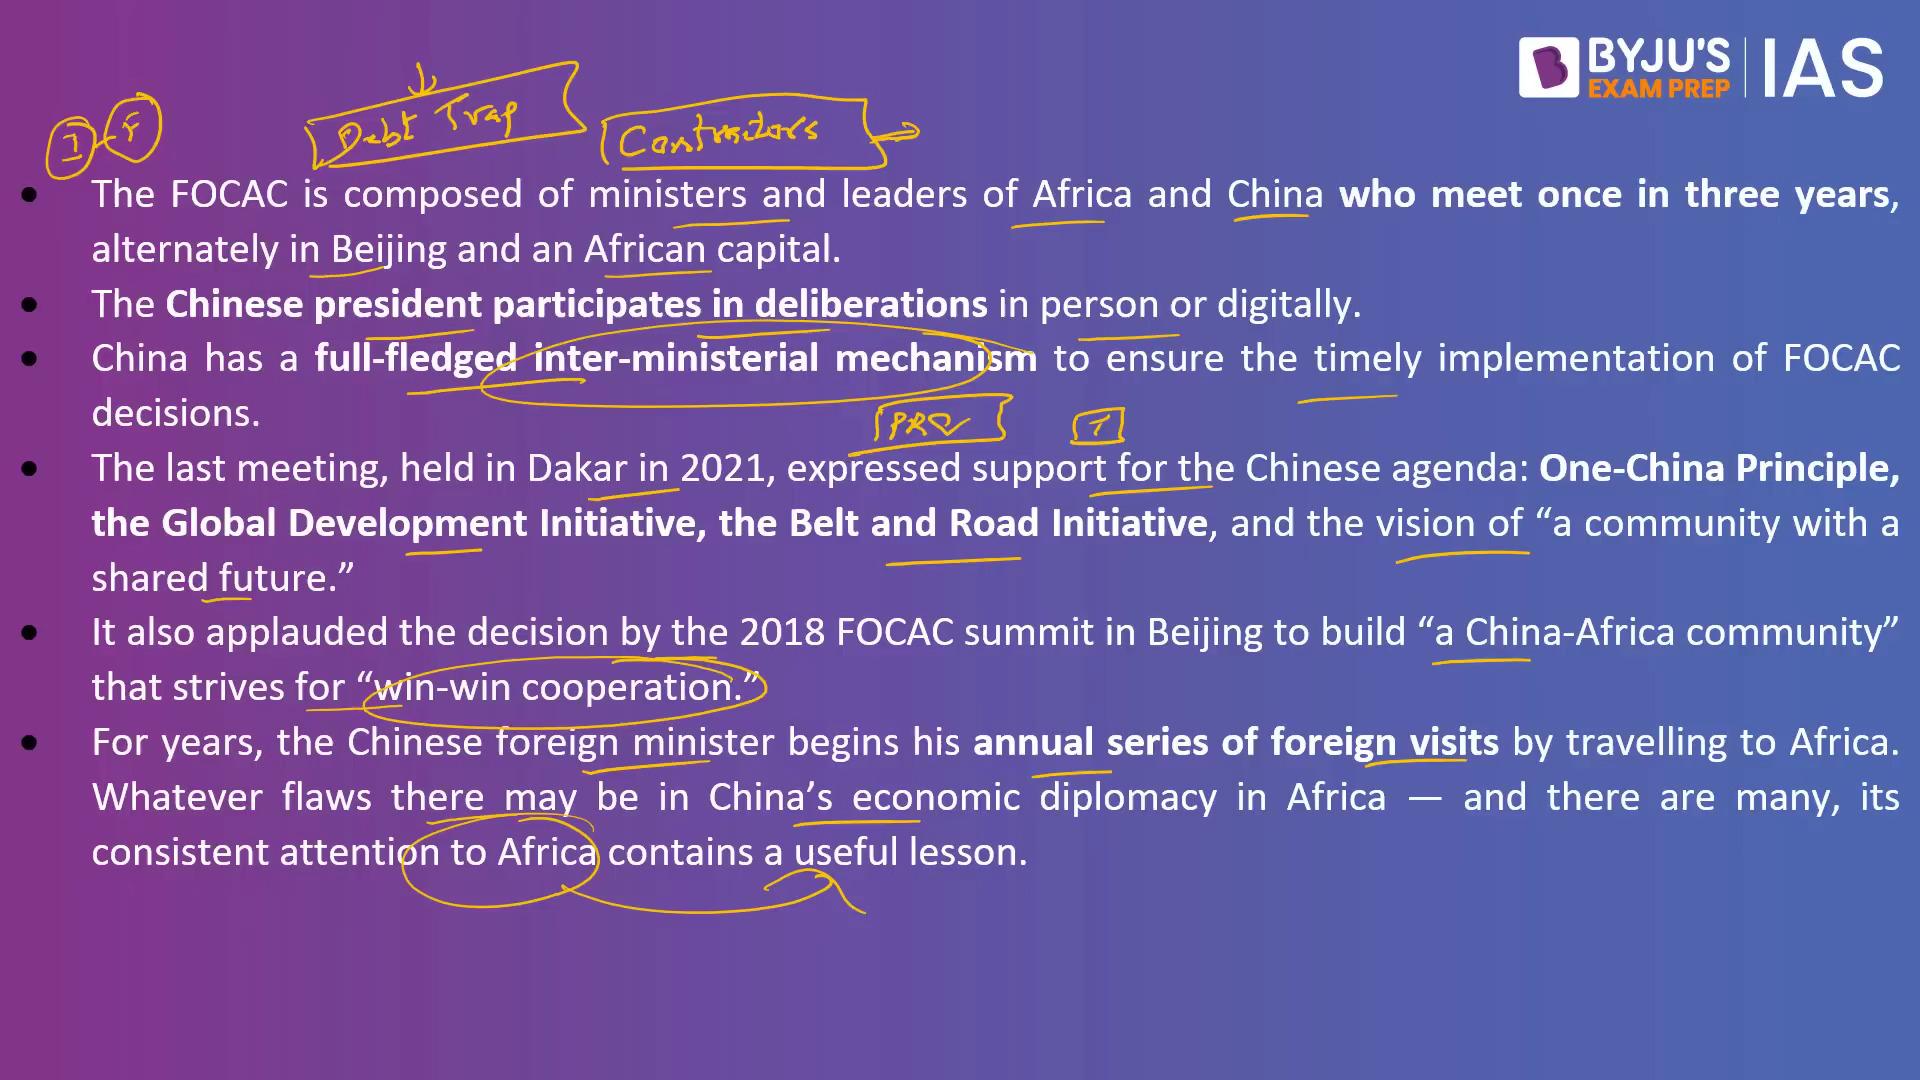 BYJU'S
EXAM PREP
IAS
I
F
Debt Trap
Contractors
• The FOCAC is composed of ministers and leaders of Africa and China who meet once in three years,
alternately in Beijing and an African capital.
• The Chinese president participates in deliberations in person or digitally.
• China has a full-fledged inter-ministerial mechanism to ensure the timely implementation of FOCAC
decisions.
PRC
T
• The last meeting, held in Dakar in 2021, expressed support for the Chinese agenda: One-China Principle,
the Global Development Initiative, the Belt and Road Initiative, and the vision of “a community with a
shared future.”
• It also applauded the decision by the 2018 FOCAC summit in Beijing to build “a China-Africa community”
that strives for “win-win cooperation.”
• For years, the Chinese foreign minister begins his annual series of foreign visits by travelling to Africa.
Whatever flaws there may be in China’s economic diplomacy in Africa — and there are many, its
consistent attention to Africa contains a useful lesson.